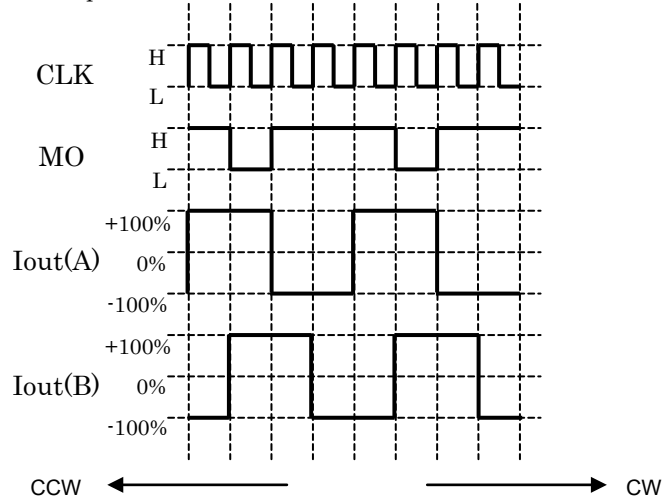 CLK
H
L
MO
H
L
Iout(A)
+100%
0%
-100%
Iout(B)
+100%
0%
-100%
CCW
CW